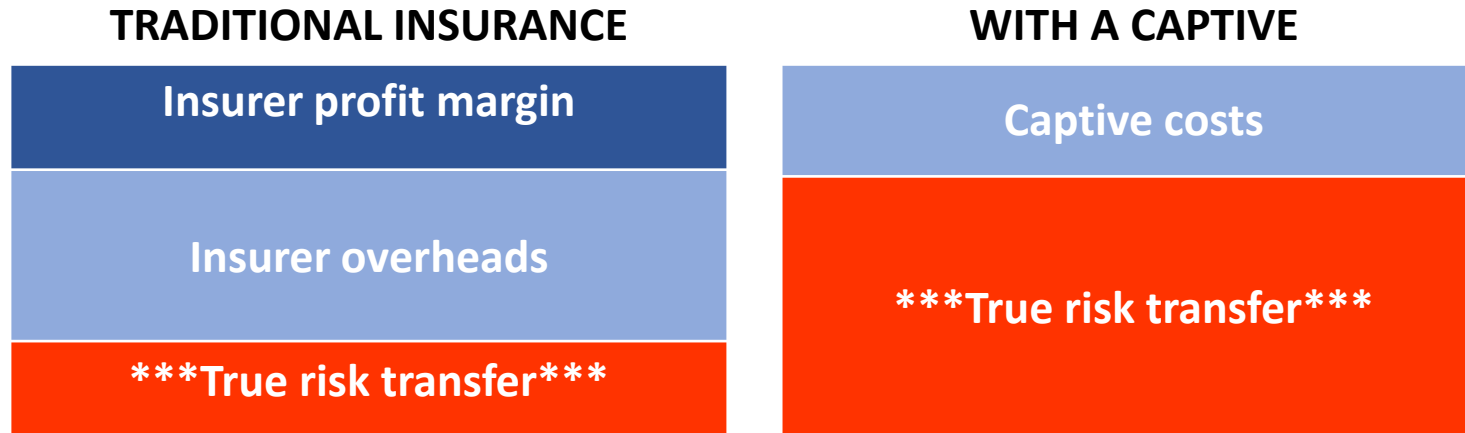 TRADITIONAL INSURANCE
Insurer profit margin
Insurer overheads
***True risk transfer***
WITH A CAPTIVE
Captive costs
***True risk transfer***